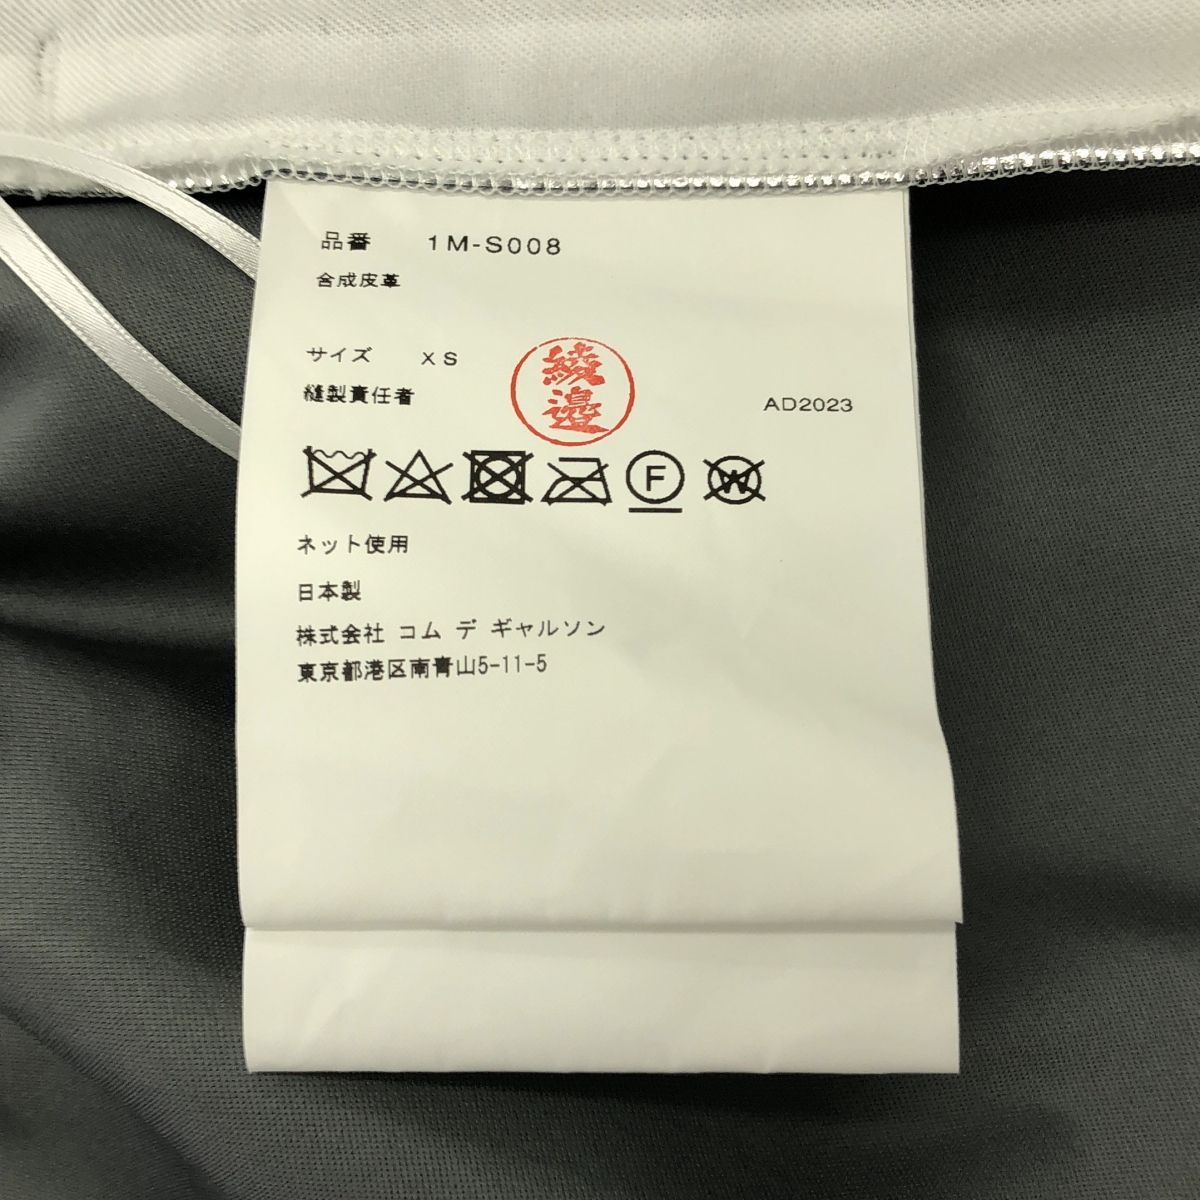 品番 1M-S008
合成皮革
サイズ XS
縫製責任者
綾邉
AD2023
F W
ネット使用
日本製
株式会社 コム デ ギャルソン
東京都港区南青山5-11-5